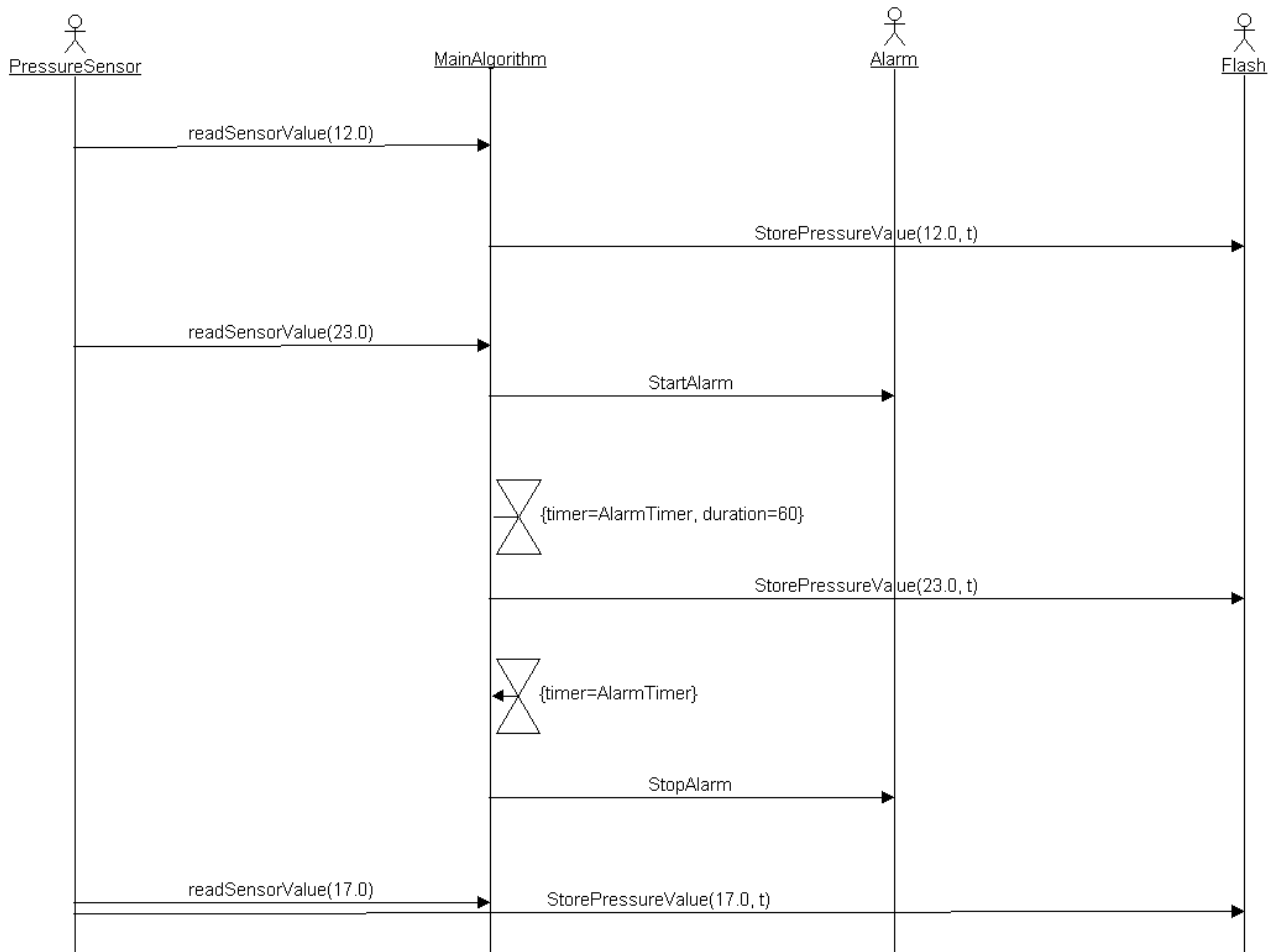 PressureSensor
MainAlgorithm
Alarm
Flash
readSensorValue(12.0)
StorePressureValue(12.0, t)
readSensorValue(23.0)
StartAlarm
{timer=AlarmTimer, duration=60}
StorePressureValue(23.0, t)
{timer=AlarmTimer}
StopAlarm
readSensorValue(17.0)
StorePressureValue(17.0, t)